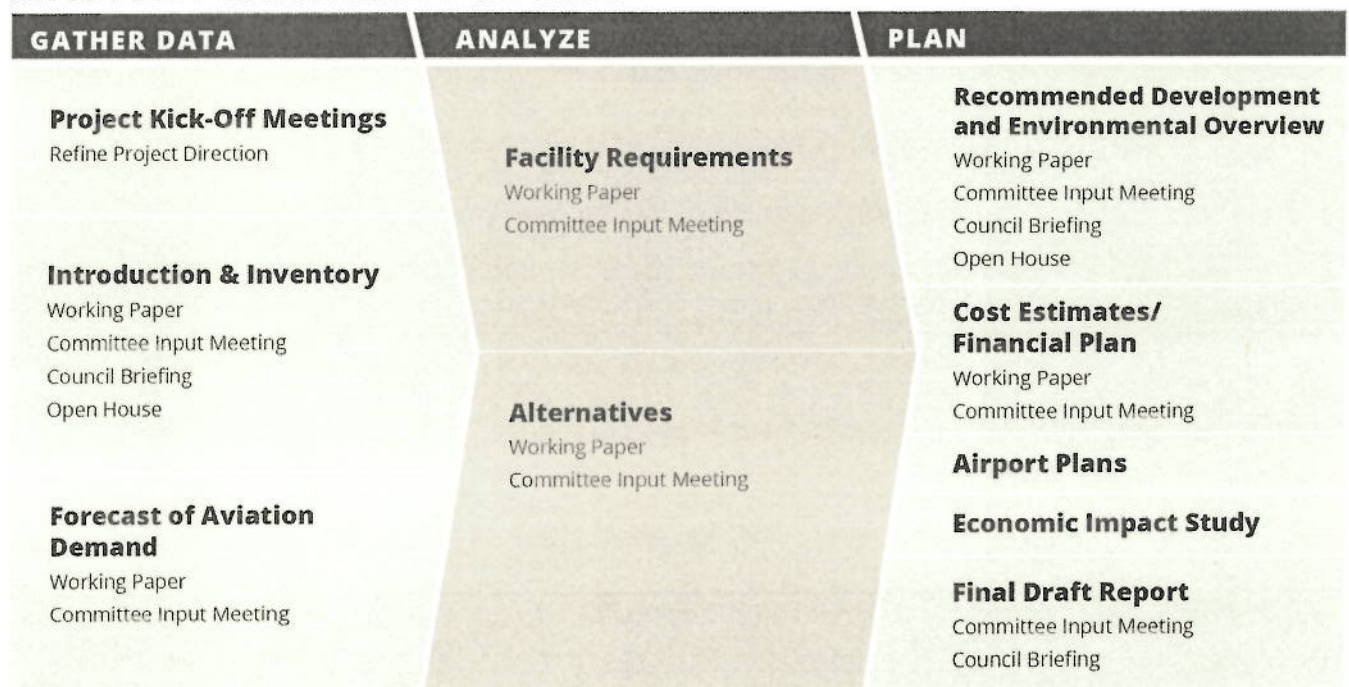 GATHER DATA
Project Kick-Off Meetings
Refine Project Direction
Introduction & Inventory
Working Paper
Committee Input Meeting
Council Briefing
Open House
Forecast of Aviation
Demand
Working Paper
Committee Input Meeting
ANALYZE
Facility Requirements
Working Paper
Committee Input Meeting
Alternatives
Working Paper
Committee Input Meeting
PLAN
Recommended Development
and Environmental Overview
Working Paper
Committee Input Meeting
Council Briefing
Open House
Cost Estimates/
Financial Plan
Working Paper
Committee Input Meeting
Airport Plans
Economic Impact Study
Final Draft Report
Committee Input Meeting
Council Briefing